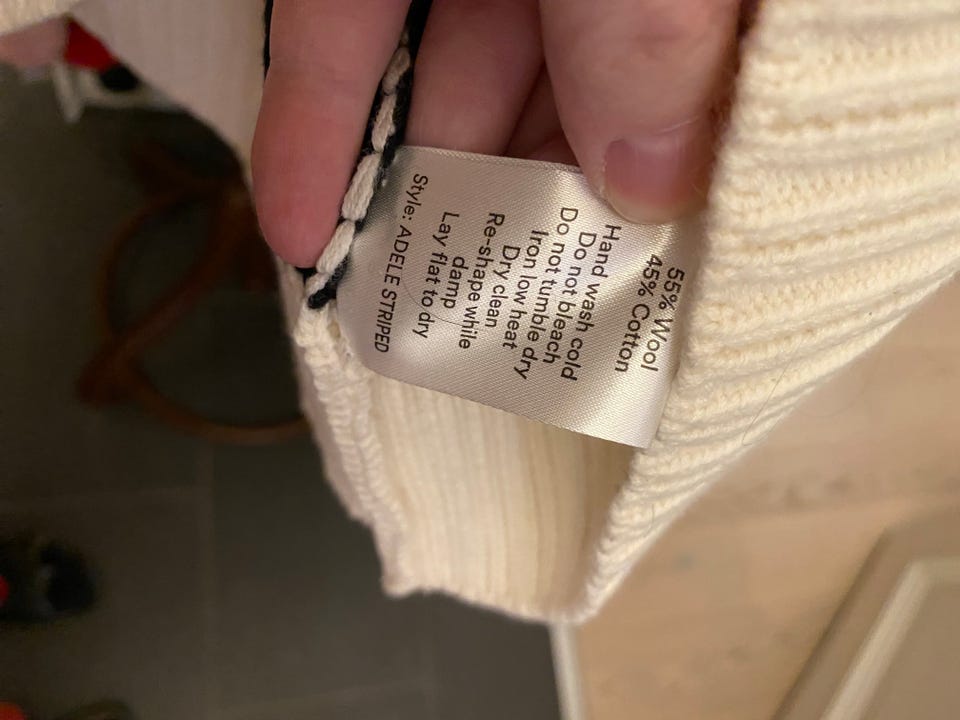 55% Wool
45% Cotton
Hand wash cold
Do not bleach
Do not tumble dry
Iron low heat
Dry clean
Re-shape while
damp
Lay flat to dry
Style: ADELE STRIPED